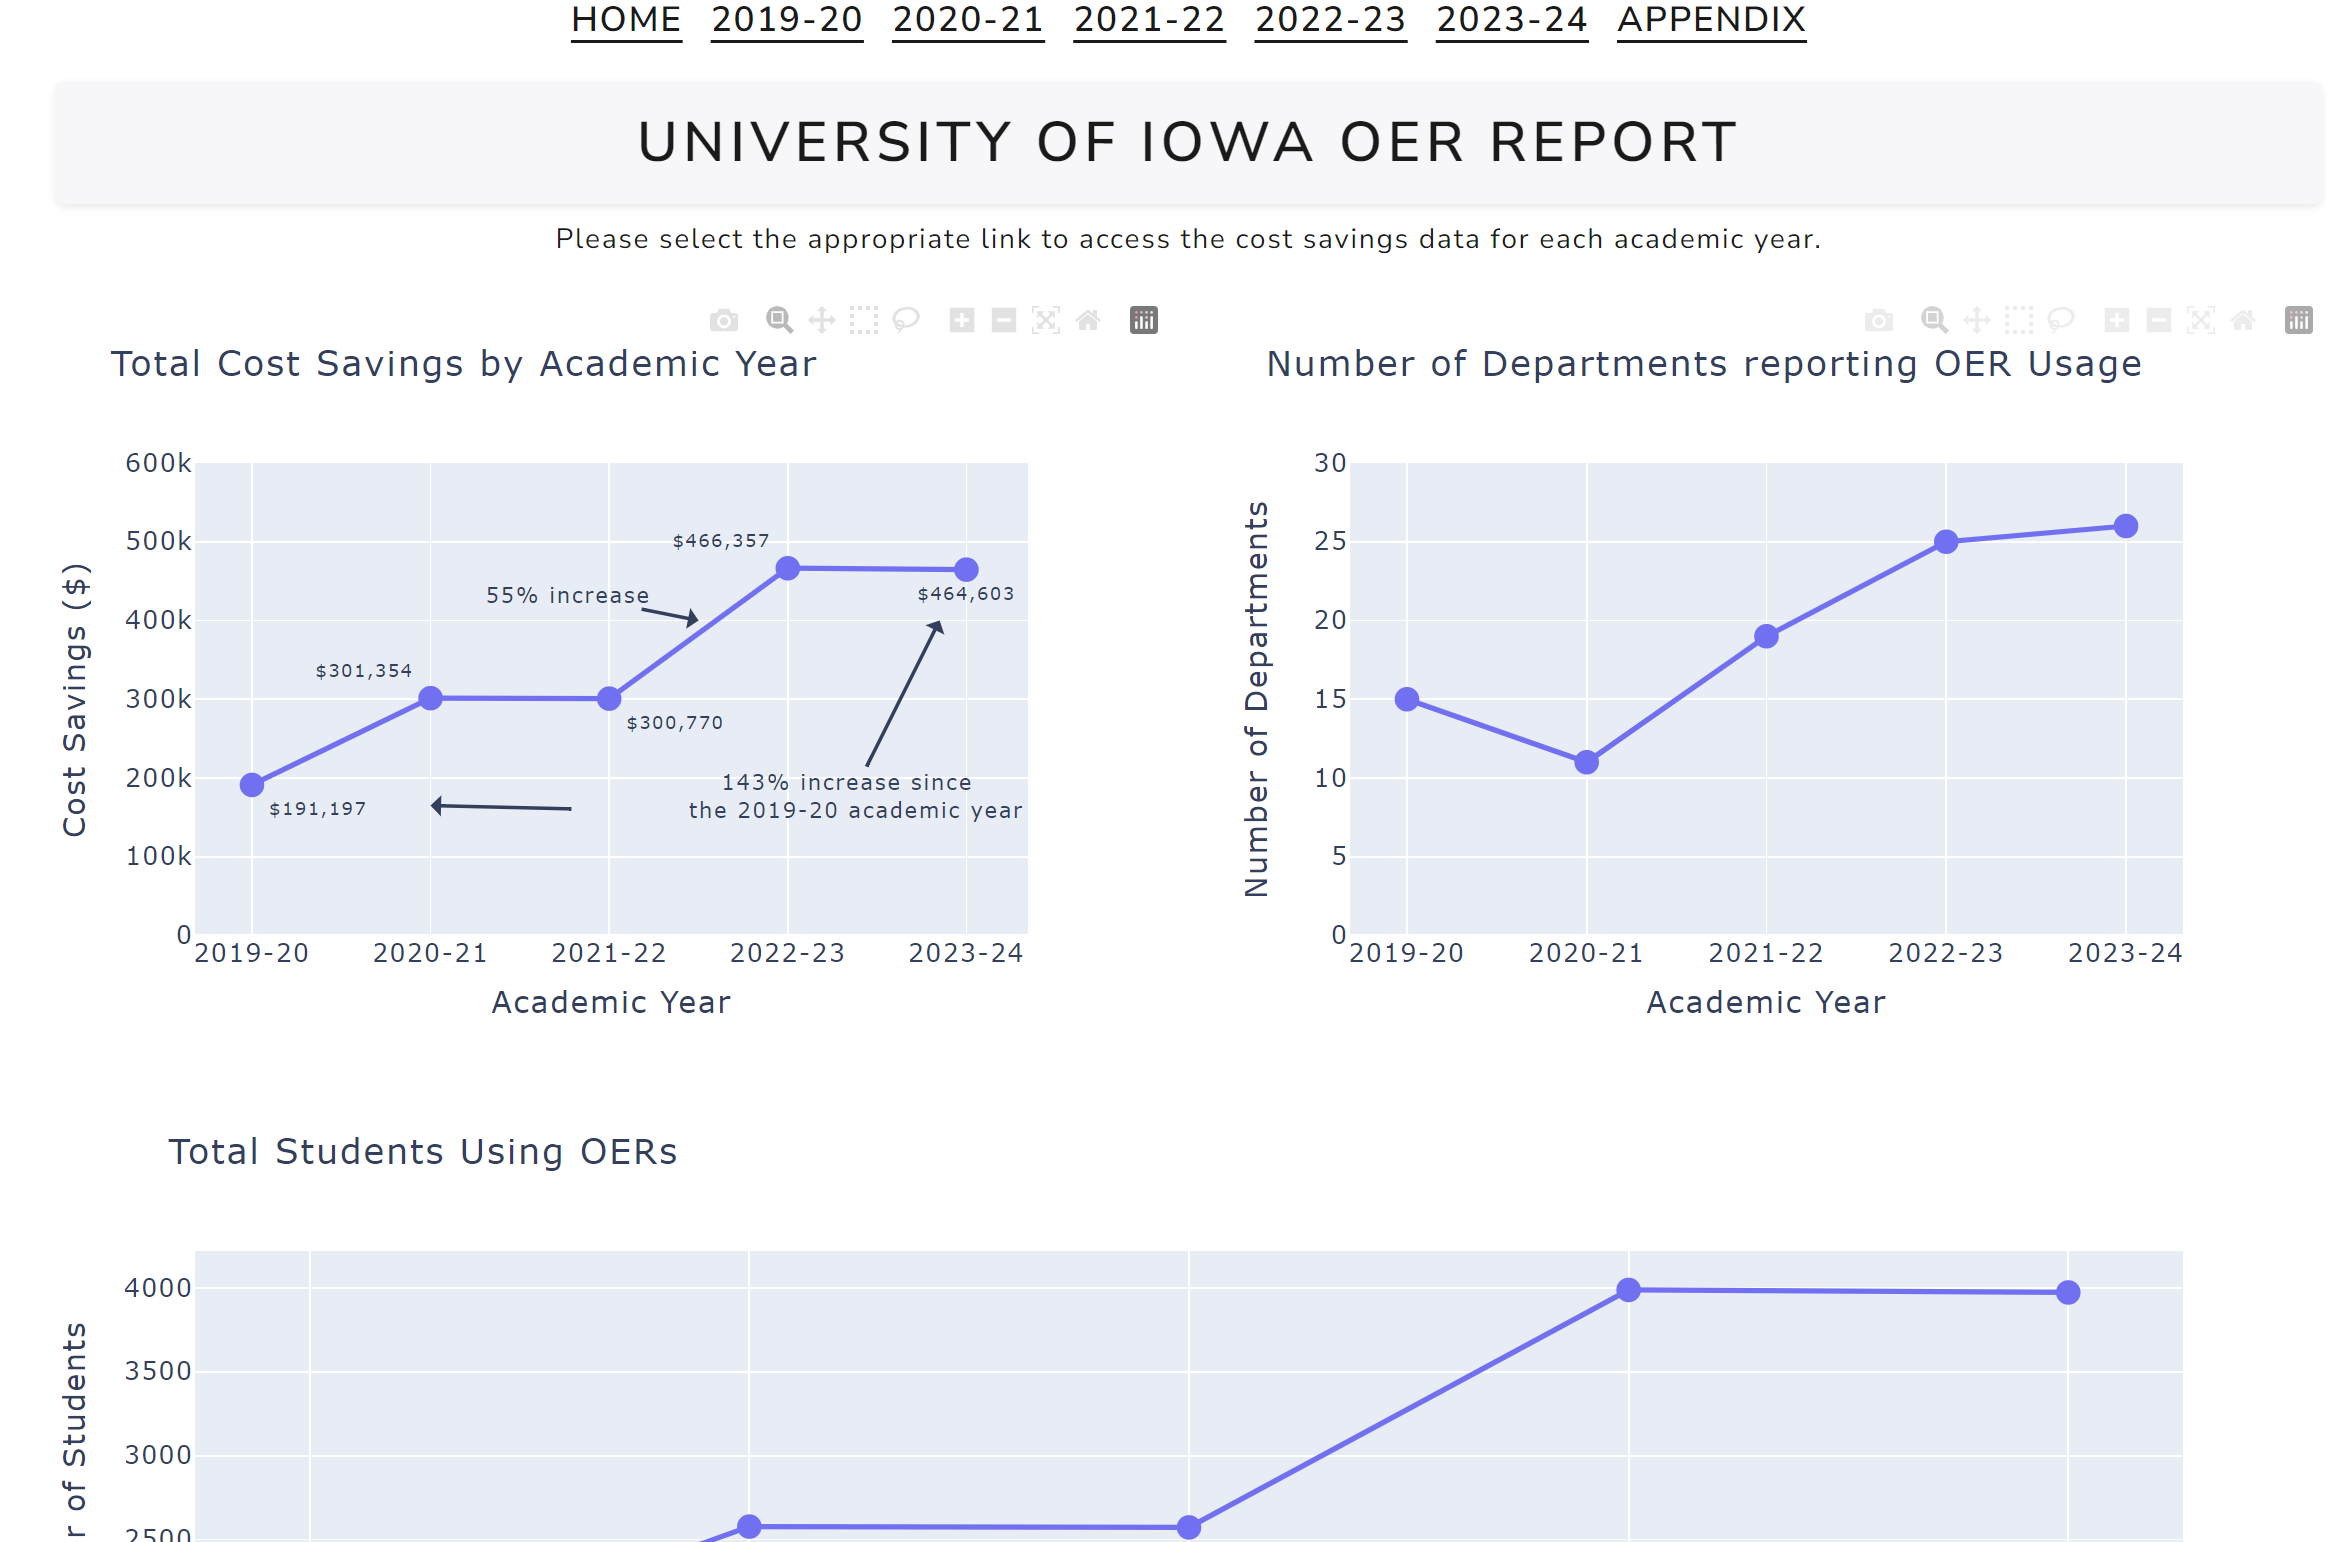 HOME 2019-20 2020-21 2021-22 2022-23 2023-24 APPENDIX
UNIVERSITY OF IOWA OER REPORT
Please select the appropriate link to access the cost savings data for each academic year.
Total Cost Savings by Academic Year
600k
500k
400k
300k
200k
100k
0
Cost Savings ($)
$466,357
55% increase
$464,603
$301,354
$300,770
143% increase since
the 2019-20 academic year
$191,197
2019-20 2020-21 2021-22 2022-23 2023-24
Academic Year
Number of Departments reporting OER Usage
30
25
20
15
10
5
0
Number of Departments
2019-20 2020-21 2021-22 2022-23 2023-24
Academic Year
Total Students Using OERs
4000
3500
3000
2500
r of Students